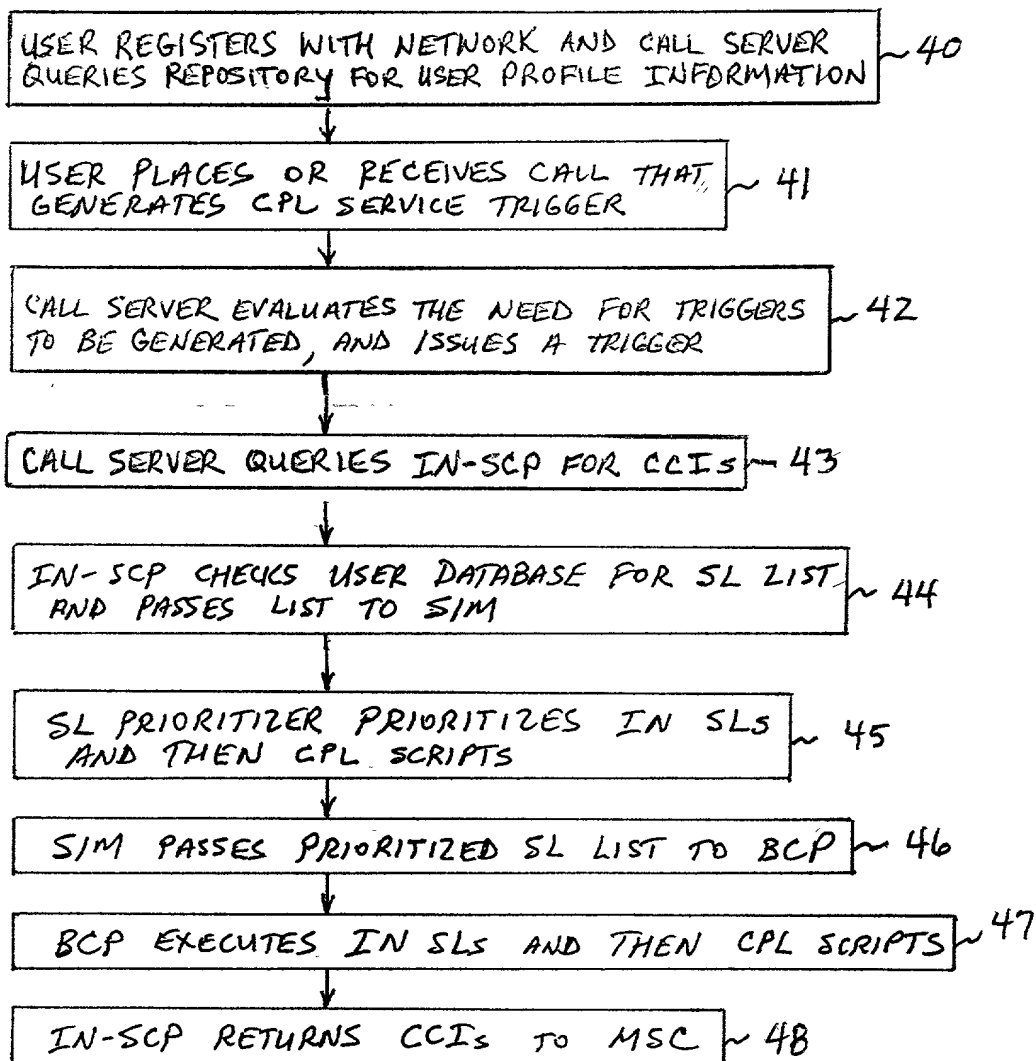 USER REGISTERS WITH NETWORK AND CALL SERVER
QUERIES REPOSITORY FOR USER PROFILE INFORMATION
40
USER PLACES OR RECEIVES CALL THAT
GENERATES CPL SERVICE TRIGGER
41
CALL SERVER EVALUATES THE NEED FOR TRIGGERS
TO BE GENERATED, AND ISSUES A TRIGGER
42
CALL SERVER QUERIES IN-SCP FOR CCIs
43
IN-SCP CHECKS USER DATABASE FOR SL LIST
AND PASSES LIST TO SIM
44
SL PRIORITIZER PRIORITIZES IN SLs
AND THEN CPL SCRIPTS
45
SIM PASSES PRIORITIZED SL LIST TO BCP
46
BCP EXECUTES IN SLs AND THEN CPL SCRIPTS
47
IN-SCP RETURNS CCIs TO MSC
48